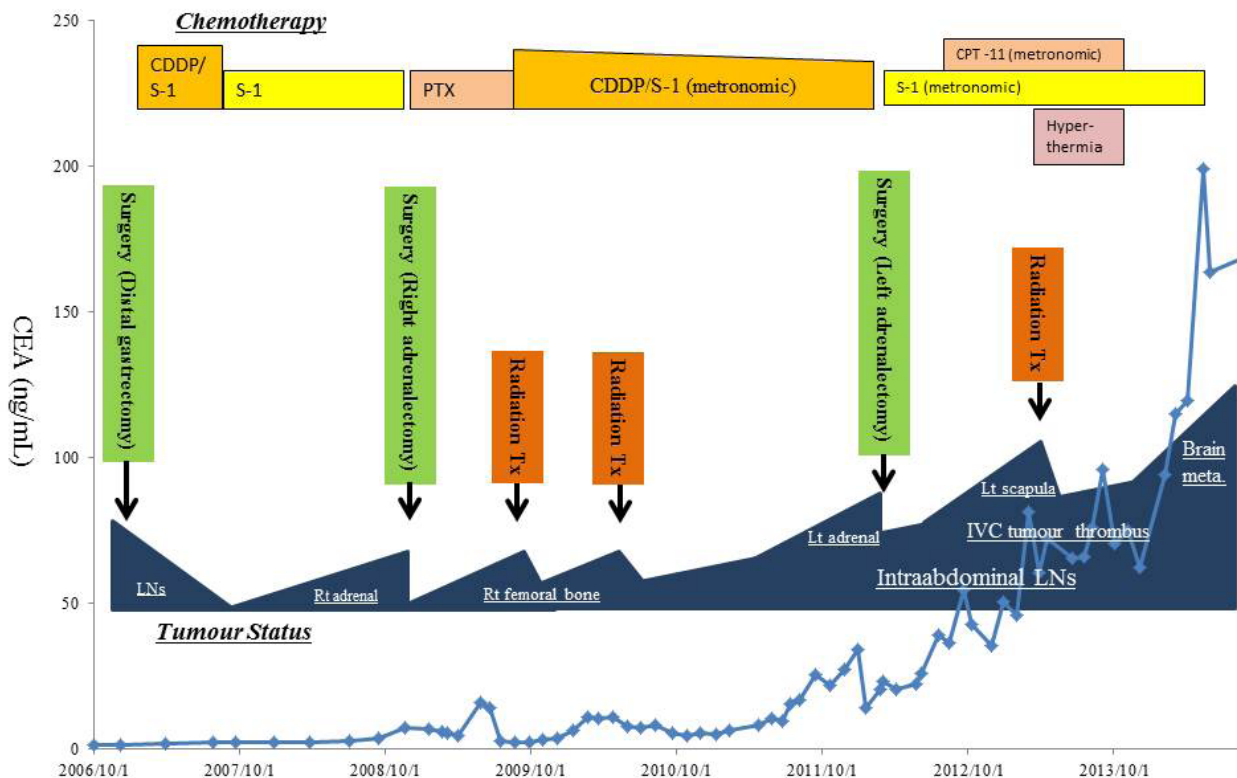 Chemotherapy
CDDP/
S-1
S-1
PTX
CDDP/S-1 (metronomic)
CPT -11 (metronomic)
S-1 (metronomic)
Hyper-
thermia
250
200
150
100
50
0
CEA (ng/mL)
Surgery (Distal gastrectomy)
Surgery (Right adrenalectomy)
Radiation Tx
Radiation Tx
Surgery (Left adrenalectomy)
Radiation Tx
LNs
Rt adrenal
Rt femoral bone
Lt adrenal
Lt scapula
IVC tumour thrombus
Intraabdominal LNs
Brain
meta.
Tumour Status
2006/10/1
2007/10/1
2008/10/1
2009/10/1
2010/10/1
2011/10/1
2012/10/1
2013/10/1